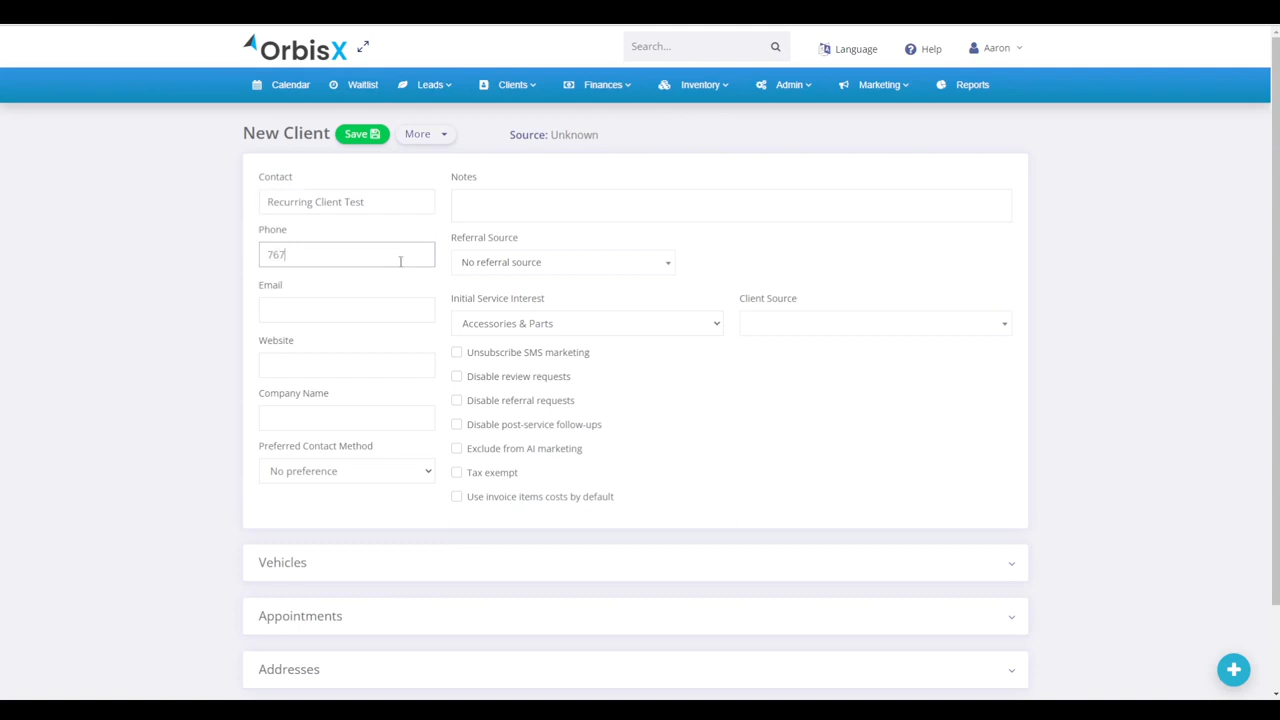 OrbisX
Search...
Language
Help
Aaron
Calendar
Waitlist
Leads
Clients
Finances
Inventory
Admin
Marketing
Reports
New Client
Save
More
Source: Unknown
Contact
Recurring Client Test
Phone
767
Email
Website
Company Name
Preferred Contact Method
No preference
Notes
Referral Source
No referral source
Initial Service Interest
Accessories & Parts
Client Source
Unsubscribe SMS marketing
Disable review requests
Disable referral requests
Disable post-service follow-ups
Exclude from AI marketing
Tax exempt
Use invoice items costs by default
Vehicles
Appointments
Addresses